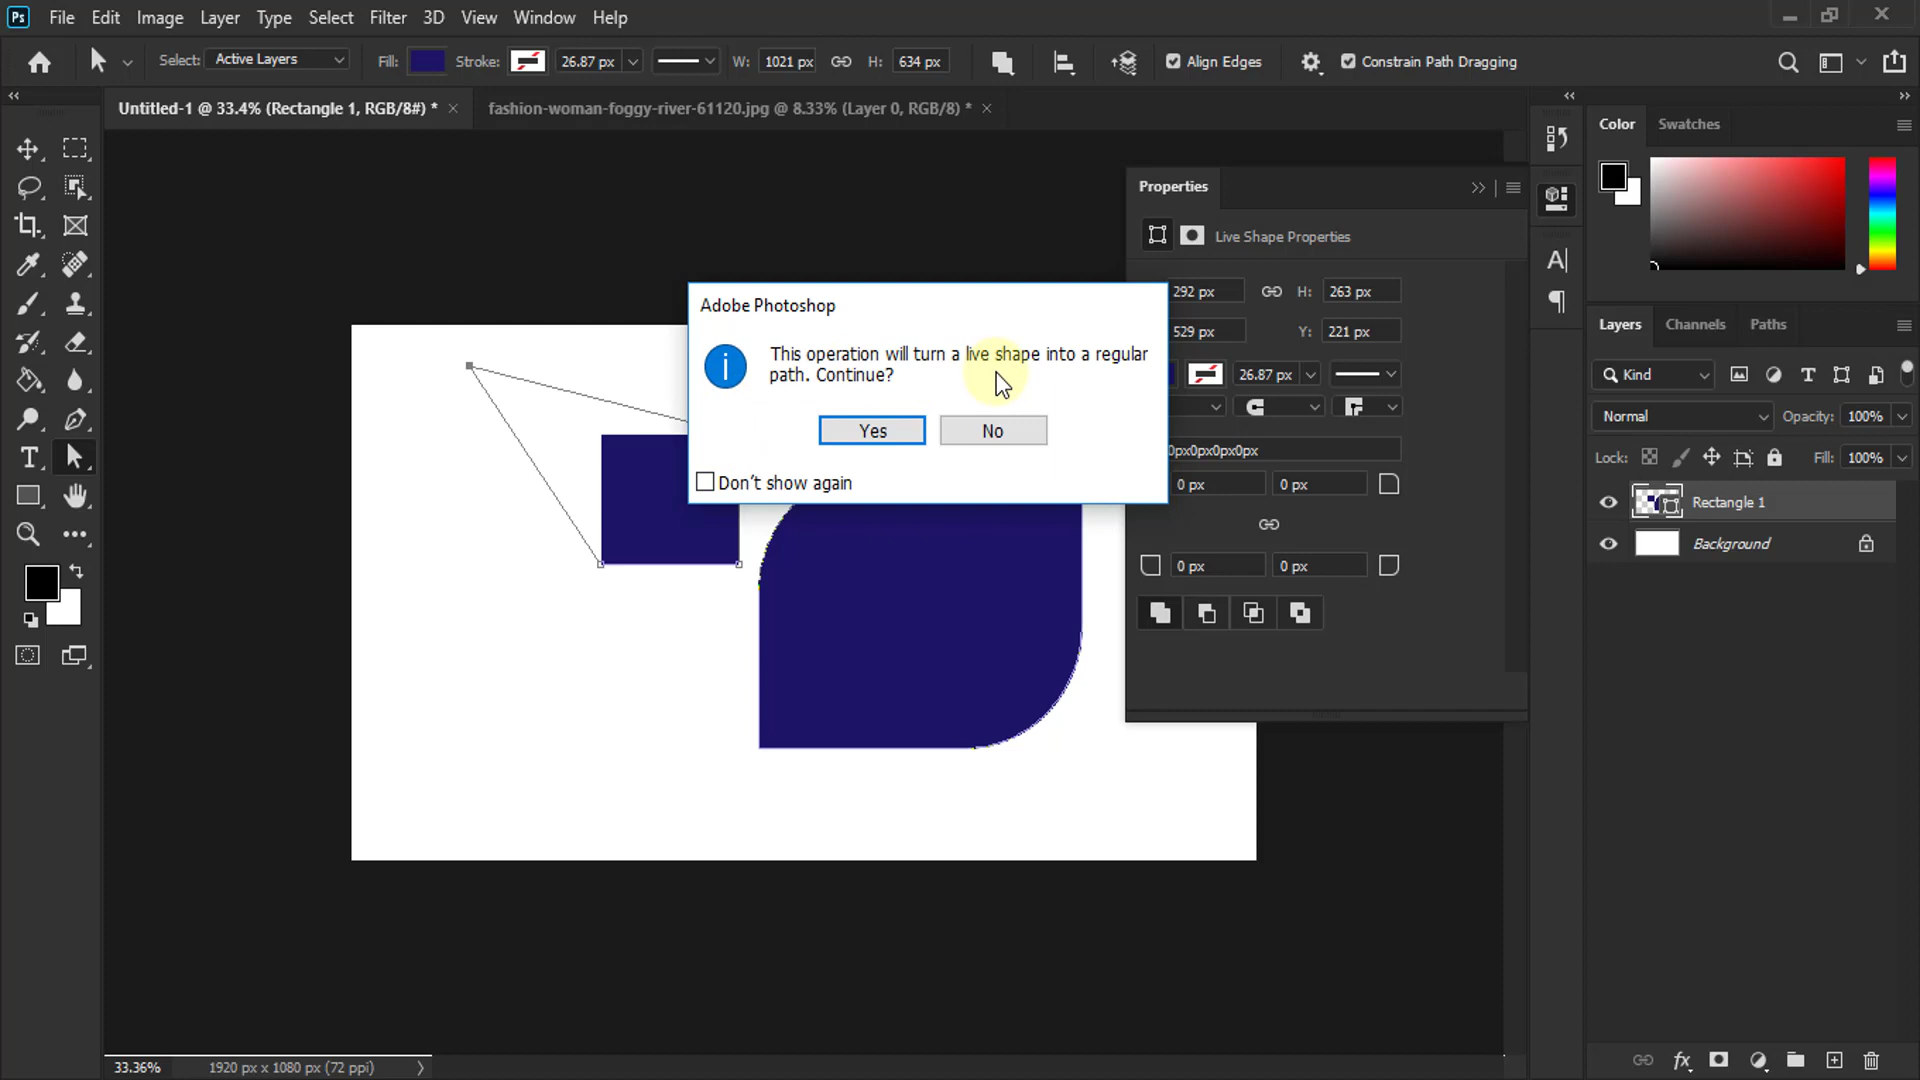 Ps File Edit Image Layer Type Select Filter 3D View Window Help
Select: Active Layers Fill: Stroke: 26.87 px W: 1021 px H: 634 px Align Edges Constrain Path Dragging
Untitled-1 @ 33.4% (Rectangle 1, RGB/8#) * × fashion-woman-foggy-river-61120.jpg @ 8.33% (Layer 0, RGB/8) * ×
Color Swatches
Properties
Live Shape Properties
292 px H: 263 px
529 px Y: 221 px
26.87 px
0px0px0px0px
0 px 0 px
0 px 0 px
Adobe Photoshop
This operation will turn a live shape into a regular
path. Continue?
Yes No
Don't show again
Layers Channels Paths
Kind
Normal Opacity: 100%
Lock: Fill: 100%
Rectangle 1
Background
33.36% 1920 px x 1080 px (72 ppi)